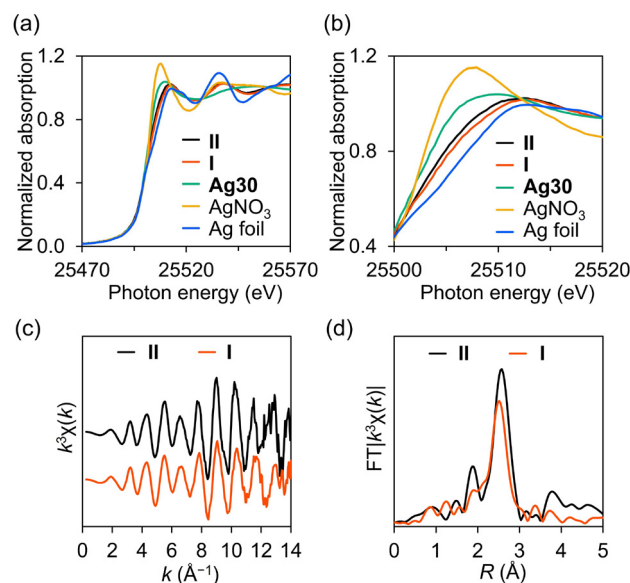 (a)
Normalized absorption
1.2
0.8
0.4
0.0
25470
25520
25570
Photon energy (eV)
II
I
Ag30
AgNO₃
Ag foil
(b)
Normalized absorption
1.2
0.8
0.4
25500
25510
25520
Photon energy (eV)
II
I
Ag30
AgNO₃
Ag foil
(c)
II
I
k³χ(k)
0 2 4 6 8 10 12 14
k (Å⁻¹)
(d)
II
I
FT|k³χ(k)|
0 1 2 3 4 5
R (Å)